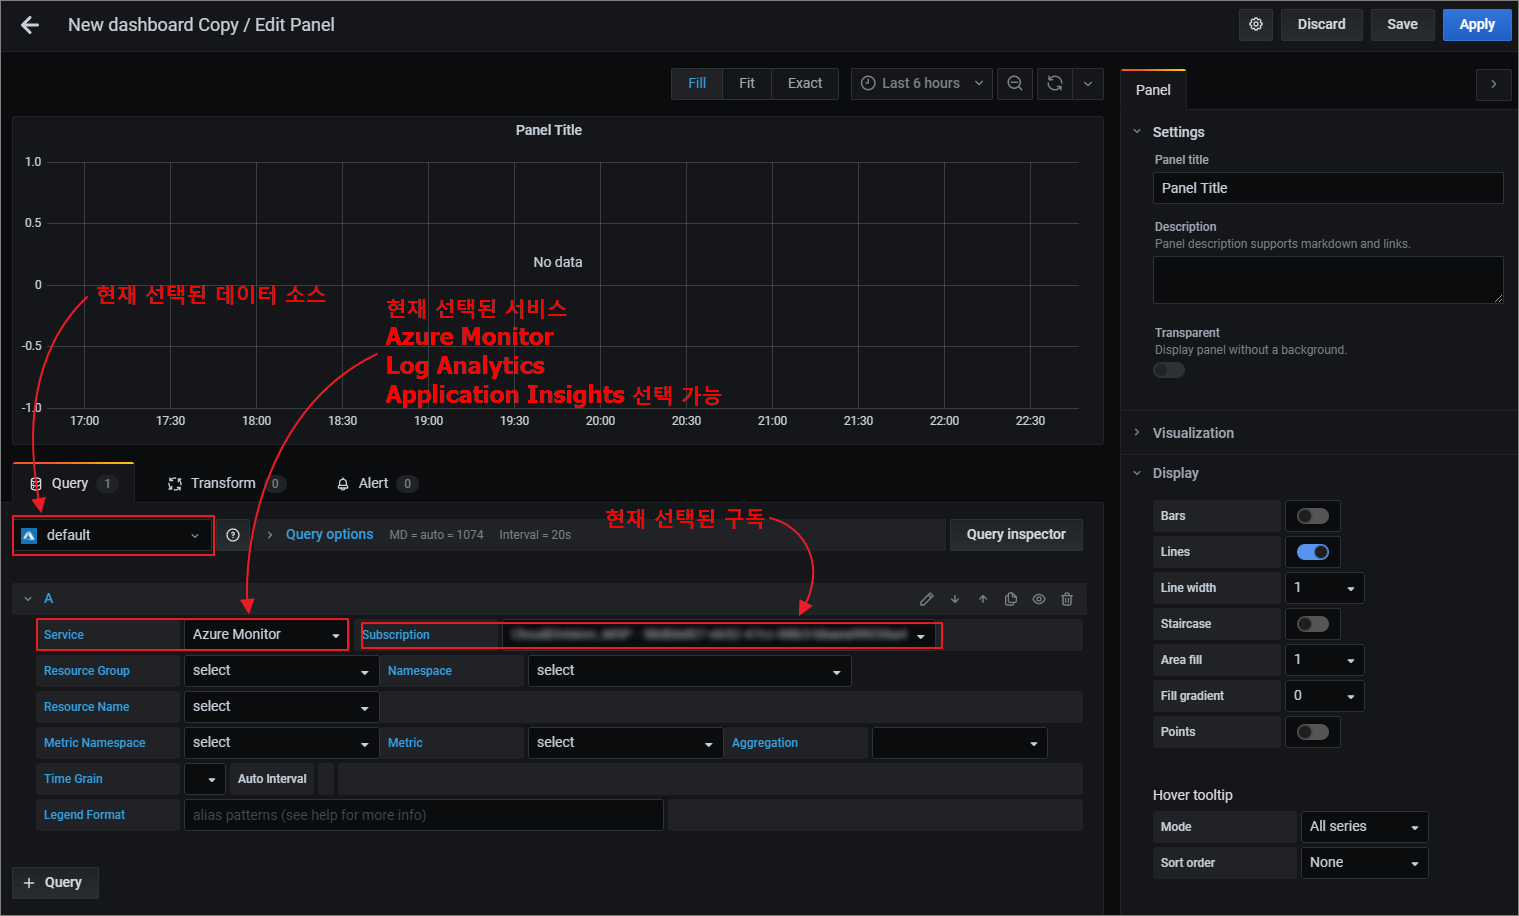 New dashboard Copy / Edit Panel
Discard
Save
Apply
Fill
Fit
Exact
Last 6 hours
Panel
Panel Title
1.0
0.5
0
-0.5
-1.0
No data
17:00
17:30
18:00
18:30
19:00
19:30
20:00
20:30
21:00
21:30
22:00
22:30
현재 선택된 데이터 소스
현재 선택된 서비스
Azure Monitor
Log Analytics
Application Insights 선택 가능
Query 1
Transform 0
Alert 0
현재 선택된 구독
default
Query options
MD = auto = 1074
Interval = 20s
Query inspector
A
Service
Azure Monitor
Subscription
Resource Group
select
Namespace
select
Resource Name
select
Metric Namespace
select
Metric
select
Aggregation
Time Grain
Auto Interval
Legend Format
alias patterns (see help for more info)
+ Query
Settings
Panel title
Panel Title
Description
Panel description supports markdown and links.
Transparent
Display panel without a background.
Visualization
Display
Bars
Lines
Line width
1
Staircase
Area fill
1
Fill gradient
0
Points
Hover tooltip
Mode
All series
Sort order
None